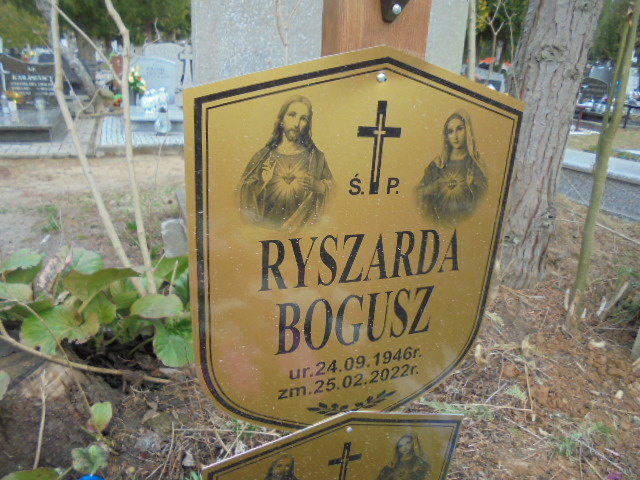 Ś. P.
RYSZARDA
BOGUSZ
ur.24.09.1946r.
zm.25.02.2022r.